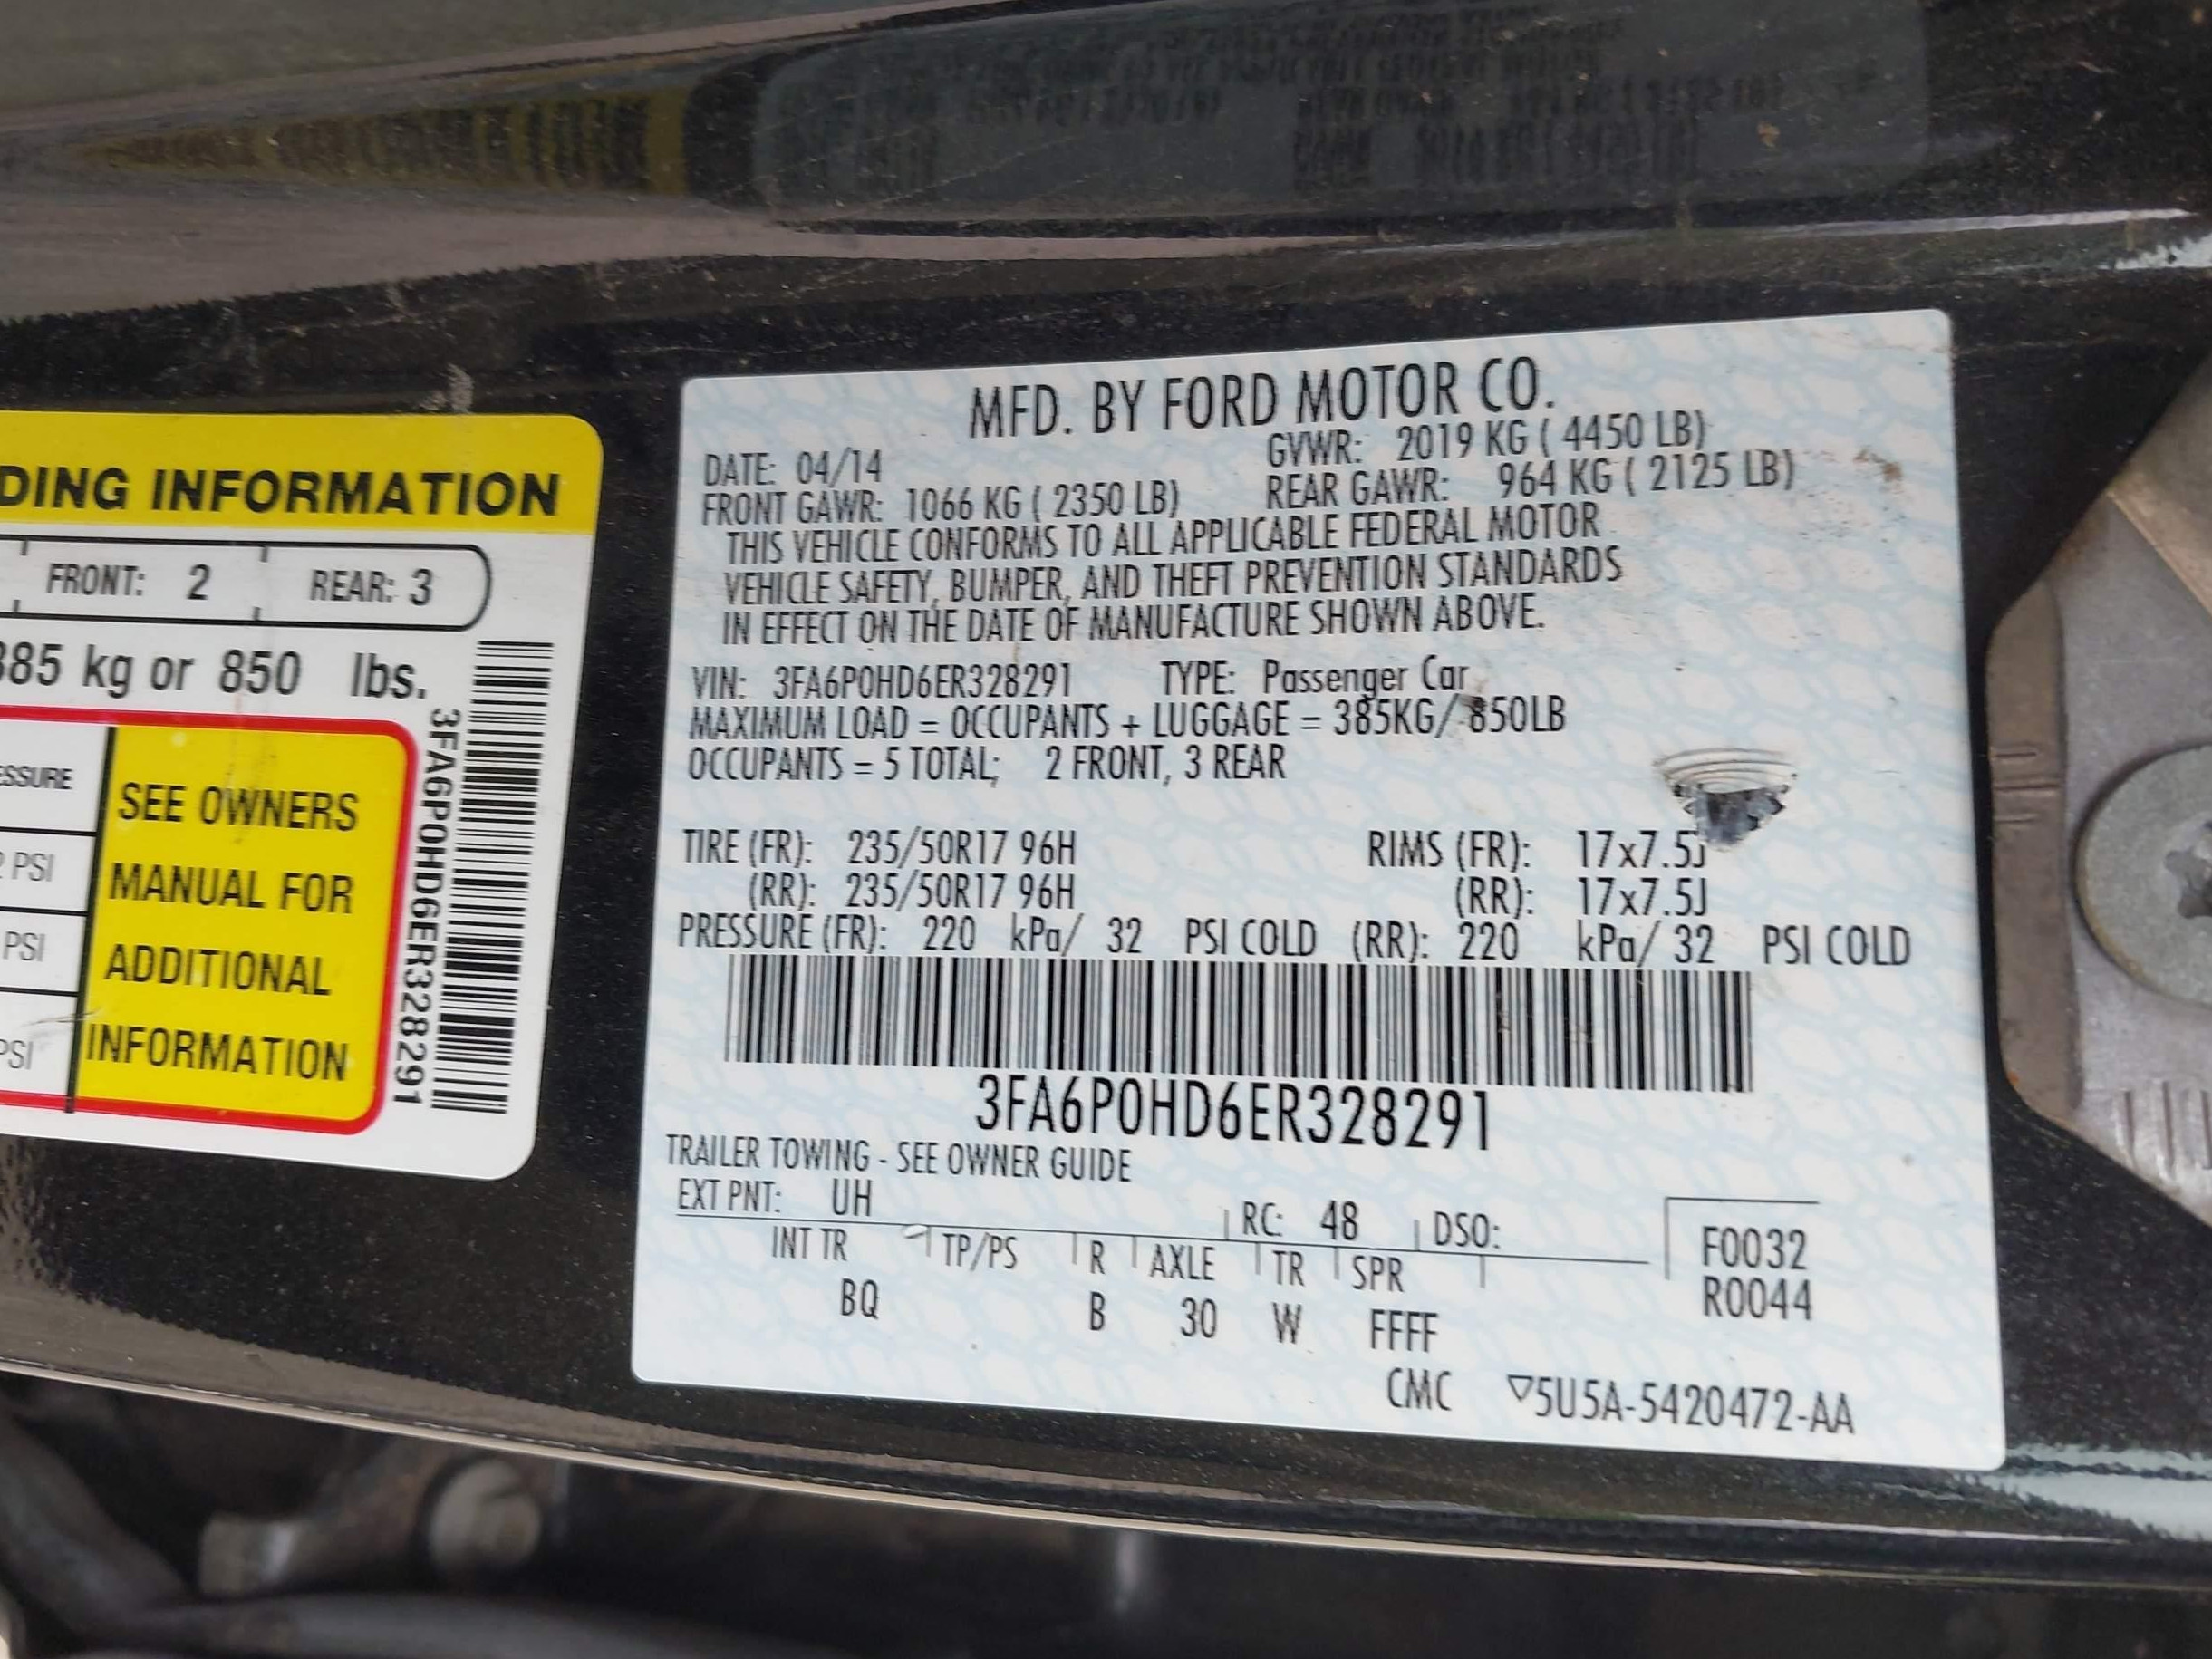 DING INFORMATION
FRONT: 2 REAR: 3
385 kg or 850 lbs.
ESSURE
PSI
PSI
PSI
SEE OWNERS
MANUAL FOR
ADDITIONAL
INFORMATION
3FA6P0HD6ER328291
MFD. BY FORD MOTOR CO.
DATE: 04/14 GVWR: 2019 KG ( 4450 LB)
FRONT GAWR: 1066 KG ( 2350 LB) REAR GAWR: 964 KG ( 2125 LB)
THIS VEHICLE CONFORMS TO ALL APPLICABLE FEDERAL MOTOR
VEHICLE SAFETY, BUMPER, AND THEFT PREVENTION STANDARDS
IN EFFECT ON THE DATE OF MANUFACTURE SHOWN ABOVE.
VIN: 3FA6P0HD6ER328291 TYPE: Passenger Car
MAXIMUM LOAD = OCCUPANTS + LUGGAGE = 385KG/ 850LB
OCCUPANTS = 5 TOTAL; 2 FRONT, 3 REAR
TIRE (FR): 235/50R17 96H RIMS (FR): 17x7.5J
(RR): 235/50R17 96H (RR): 17x7.5J
PRESSURE (FR): 220 kPa/ 32 PSI COLD (RR): 220 kPa/ 32 PSI COLD
3FA6P0HD6ER328291
TRAILER TOWING - SEE OWNER GUIDE
EXT PNT: UH RC: 48 DSO:
INT TR TP/PS R AXLE TR SPR
BQ B 30 W FFFF
F0032
R0044
CMC ▽5U5A-5420472-AA